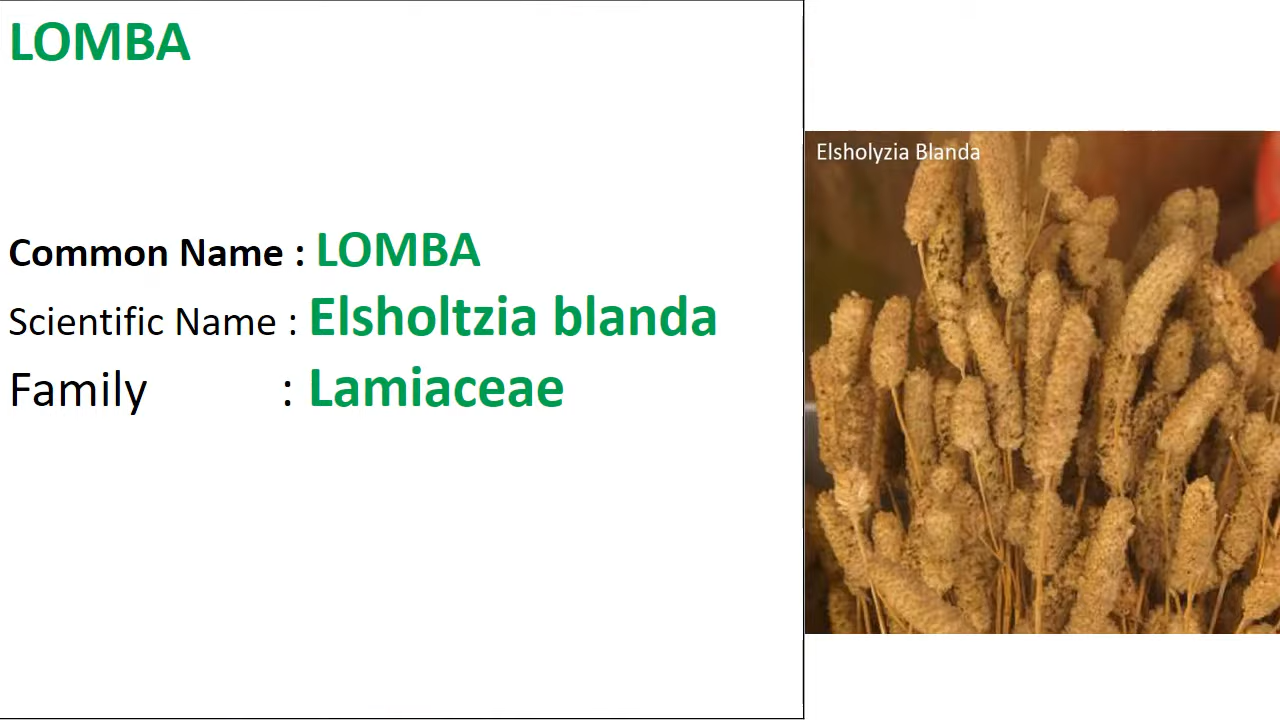 LOMBA
Common Name : LOMBA
Scientific Name : Elsholtzia blanda
Family : Lamiaceae
Elsholyzia Blanda